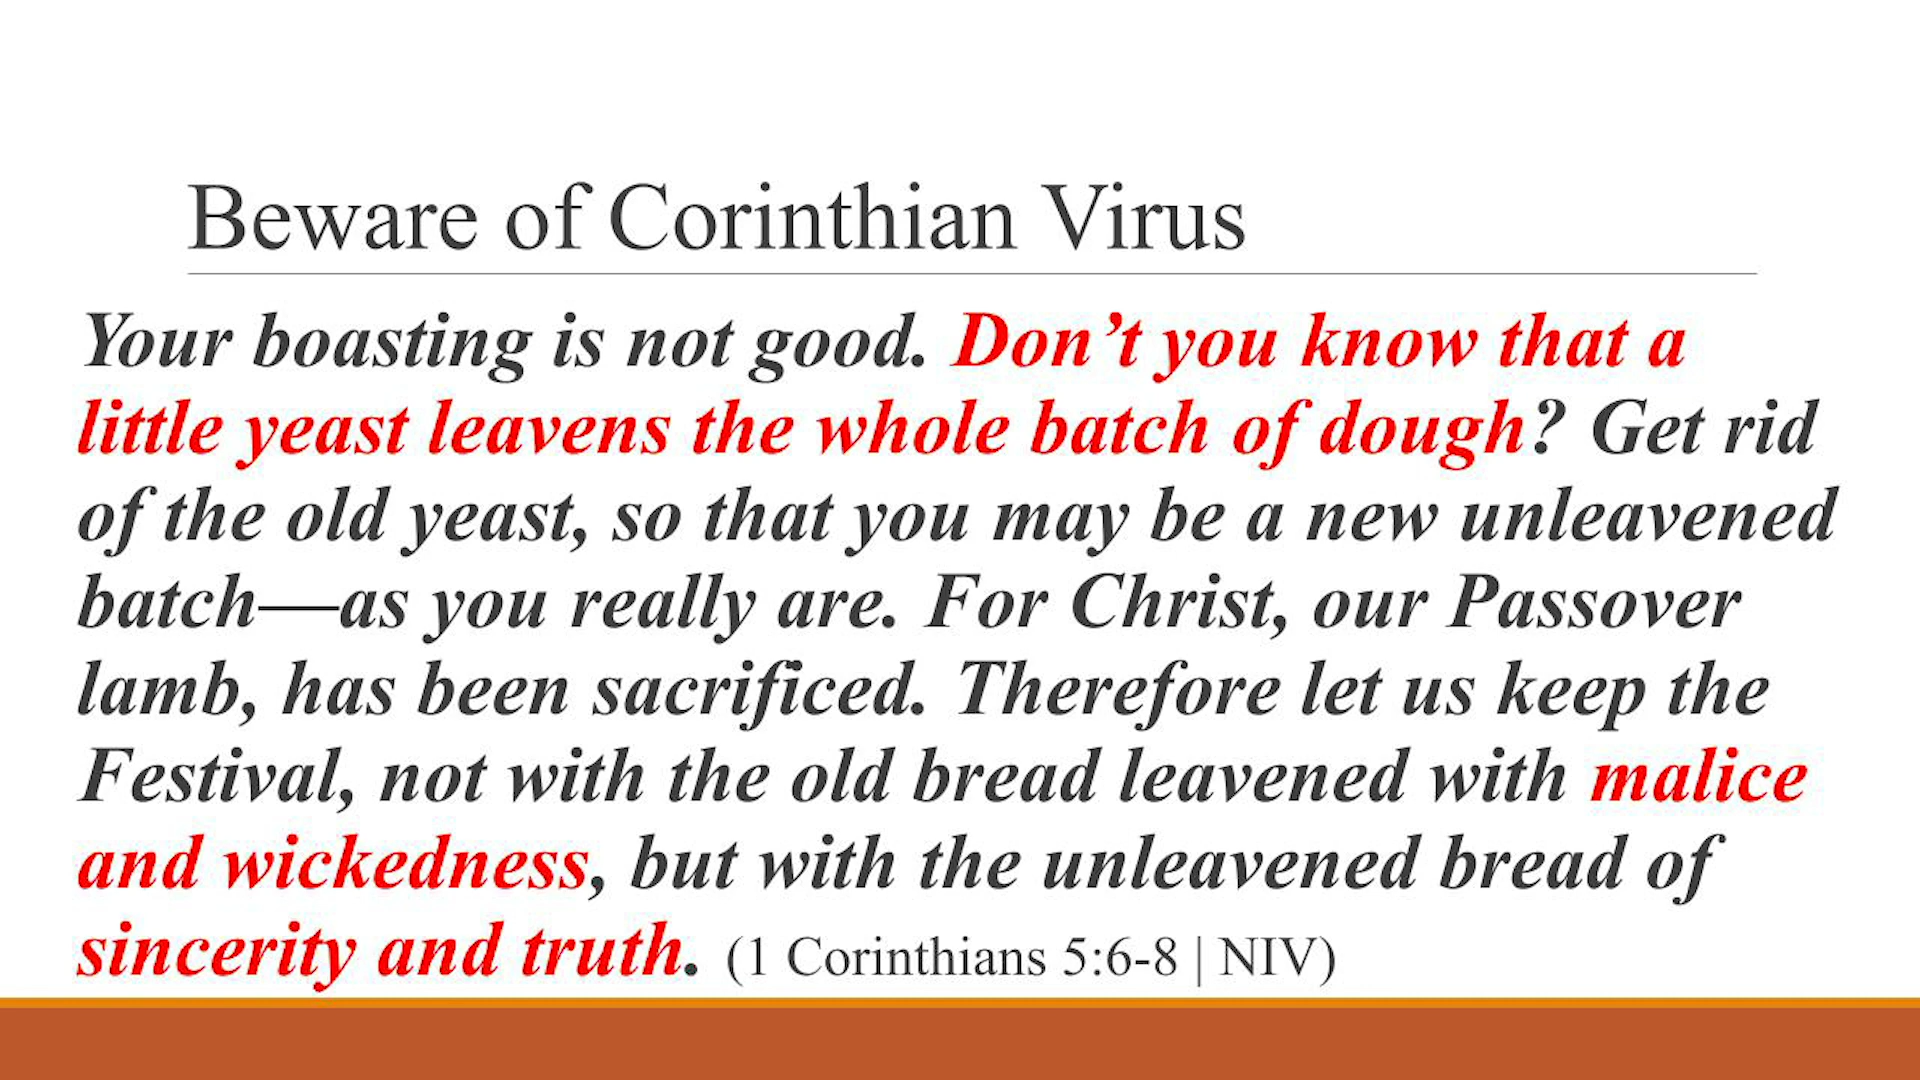 Beware of Corinthian Virus
Your boasting is not good. Don’t you know that a
little yeast leavens the whole batch of dough? Get rid
of the old yeast, so that you may be a new unleavened
batch—as you really are. For Christ, our Passover
lamb, has been sacrificed. Therefore let us keep the
Festival, not with the old bread leavened with malice
and wickedness, but with the unleavened bread of
sincerity and truth. (1 Corinthians 5:6-8 | NIV)